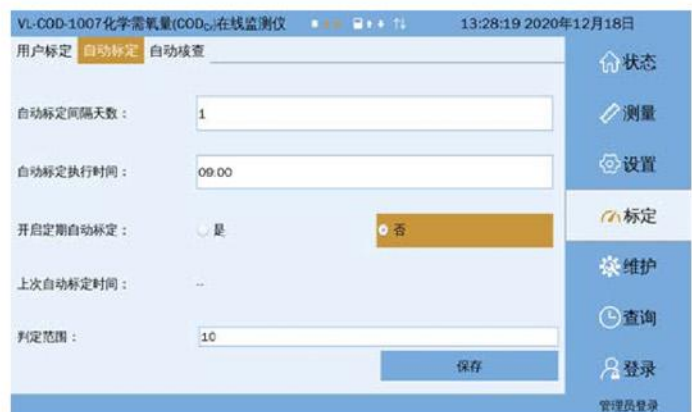 VL-COD-1007化学需氧量(CODCr)在线监测仪 13:28:19 2020年12月18日
用户标定 自动标定 自动核查
状态
自动标定间隔天数： 1
测量
自动标定执行时间： 09:00
设置
标定
开启定期自动标定： 是 否
维护
上次自动标定时间： --
查询
判定范围： 10
保存
登录
管理员登录